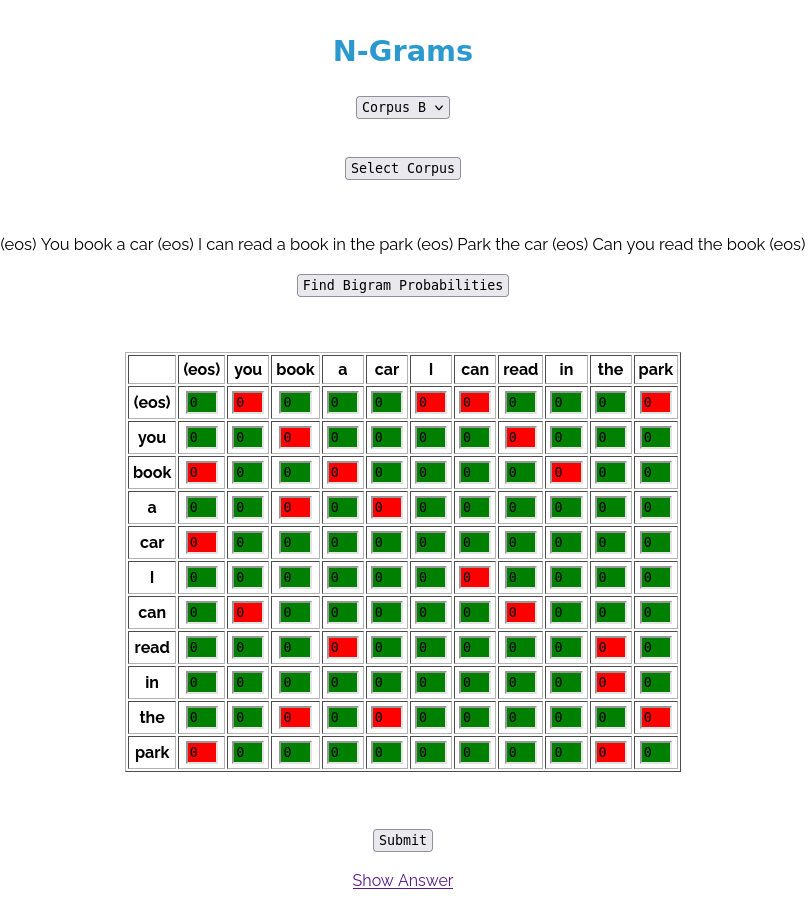 N-Grams
Corpus B
Select Corpus
(eos) You book a car (eos) I can read a book in the park (eos) Park the car (eos) Can you read the book (eos)
Find Bigram Probabilities
(eos) you book a car I can read in the park
(eos) 0 0 0 0 0 0 0 0 0 0 0
you 0 0 0 0 0 0 0 0 0 0 0
book 0 0 0 0 0 0 0 0 0 0 0
a 0 0 0 0 0 0 0 0 0 0 0
car 0 0 0 0 0 0 0 0 0 0 0
I 0 0 0 0 0 0 0 0 0 0 0
can 0 0 0 0 0 0 0 0 0 0 0
read 0 0 0 0 0 0 0 0 0 0 0
in 0 0 0 0 0 0 0 0 0 0 0
the 0 0 0 0 0 0 0 0 0 0 0
park 0 0 0 0 0 0 0 0 0 0 0
Submit
Show Answer